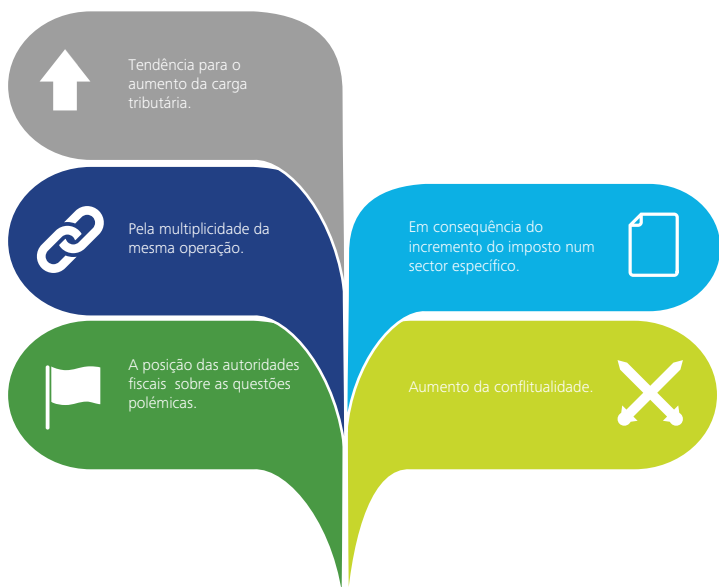 Tendência para o
aumento da carga
tributária.
Pela multiplicidade da
mesma operação.
Em consequência do
incremento do imposto num
sector específico.
A posição das autoridades
fiscais  sobre as questões
polémicas.
Aumento da conflitualidade.